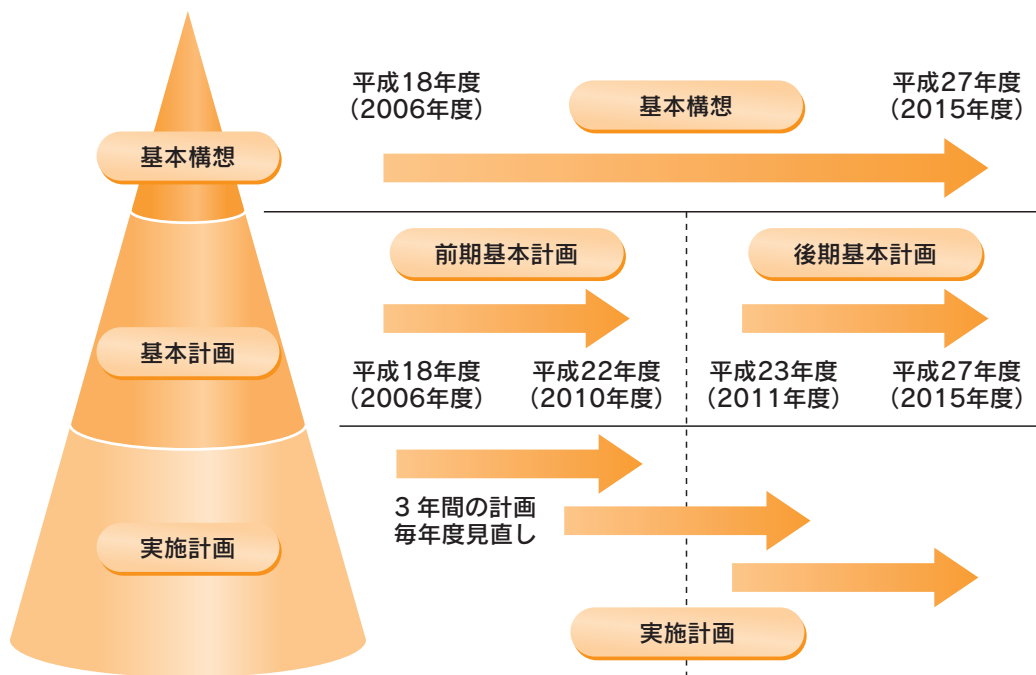 基本構想
基本計画
実施計画
平成18年度
（2006年度）
基本構想
平成27年度
（2015年度）
前期基本計画
後期基本計画
平成18年度
（2006年度）
平成22年度
（2010年度）
平成23年度
（2011年度）
平成27年度
（2015年度）
3年間の計画
毎年度見直し
実施計画